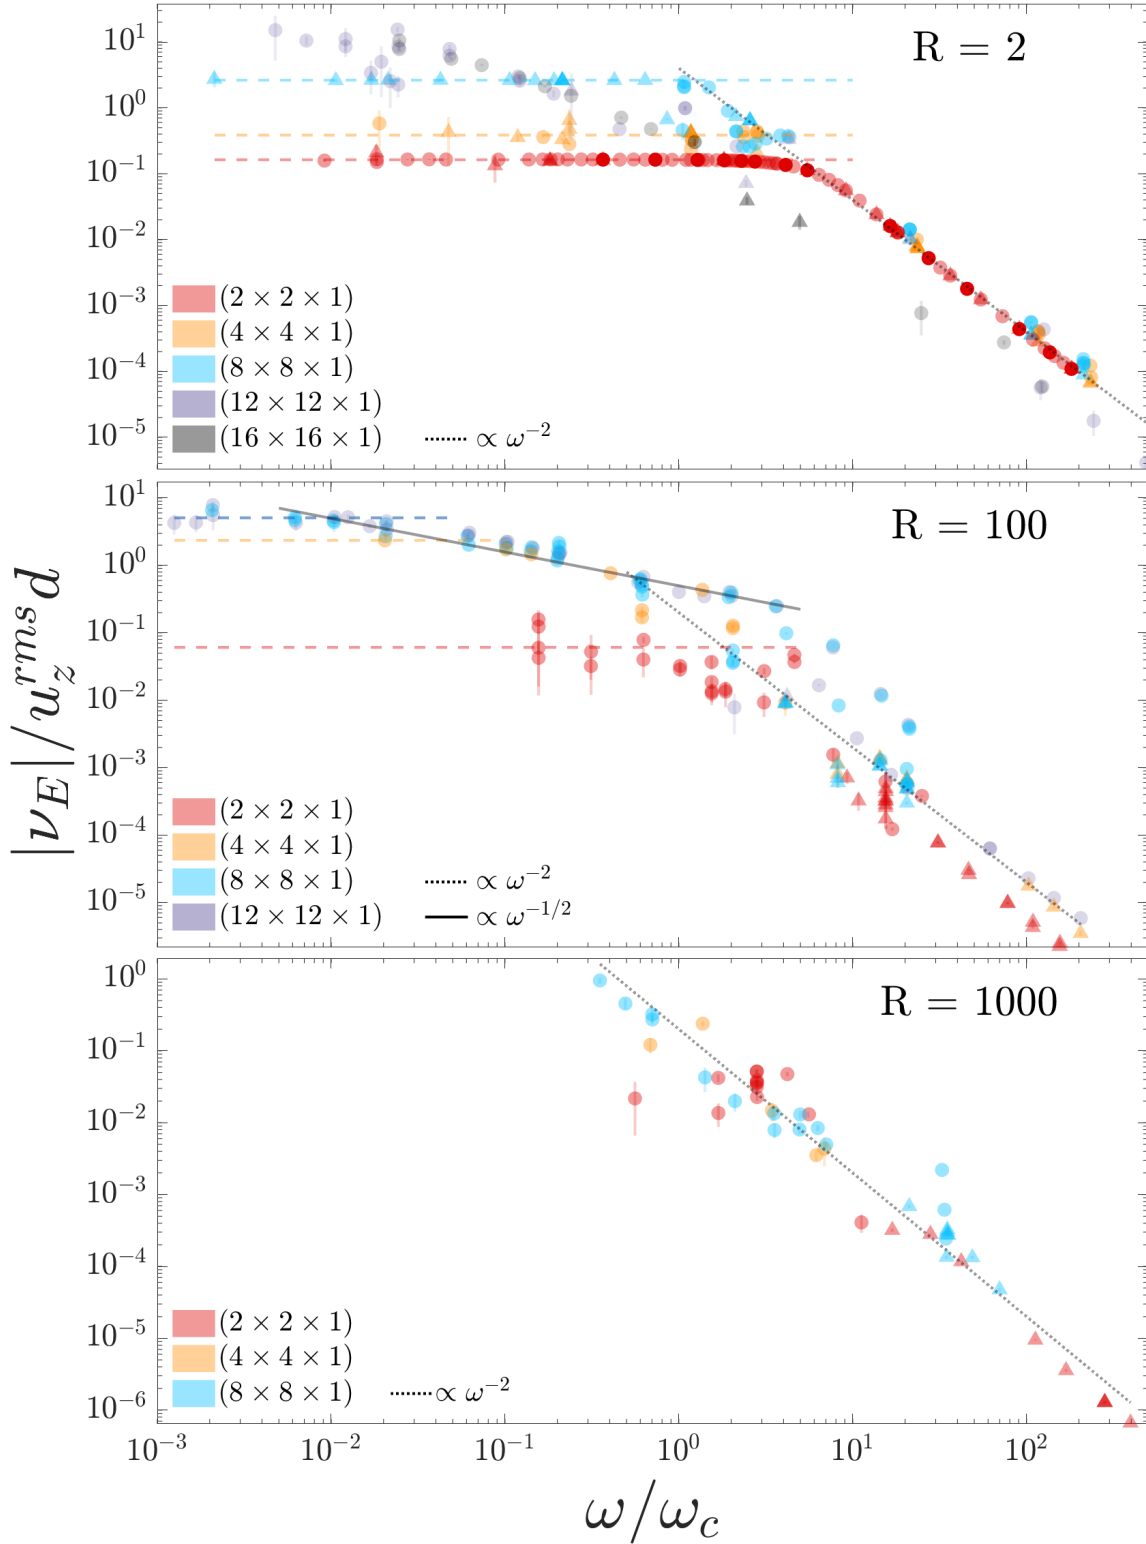 R = 2
10^1
10^0
10^-1
10^-2
10^-3
10^-4
10^-5
(2 × 2 × 1)
(4 × 4 × 1)
(8 × 8 × 1)
(12 × 12 × 1)
(16 × 16 × 1)
∝ ω^-2
R = 100
10^1
10^0
10^-1
10^-2
10^-3
10^-4
10^-5
(2 × 2 × 1)
(4 × 4 × 1)
(8 × 8 × 1)
(12 × 12 × 1)
∝ ω^-2
∝ ω^-1/2
|ν_E|/u_z^rms d
R = 1000
10^0
10^-1
10^-2
10^-3
10^-4
10^-5
10^-6
(2 × 2 × 1)
(4 × 4 × 1)
(8 × 8 × 1)
∝ ω^-2
10^-3 10^-2 10^-1 10^0 10^1 10^2
ω/ω_c